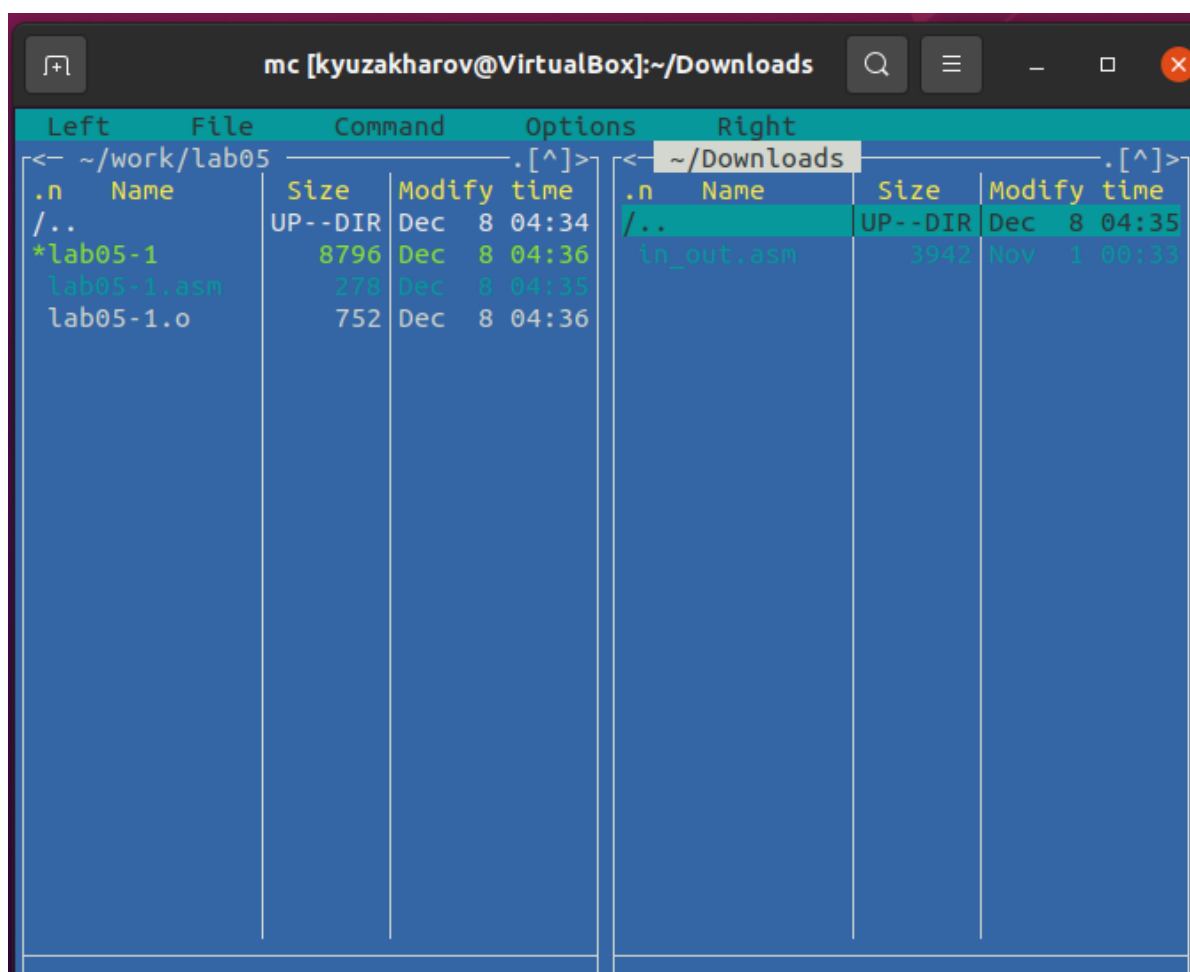 mc [kyuzakharov@VirtualBox]:~/Downloads
Left File Command Options Right
<─ ~/work/lab05 .[^]>
.n Name Size Modify time
/.. UP--DIR Dec 8 04:34
*lab05-1 8796 Dec 8 04:36
lab05-1.asm 278 Dec 8 04:35
lab05-1.o 752 Dec 8 04:36
<─ ~/Downloads .[^]>
.n Name Size Modify time
/.. UP--DIR Dec 8 04:35
in_out.asm 3942 Nov 1 00:33